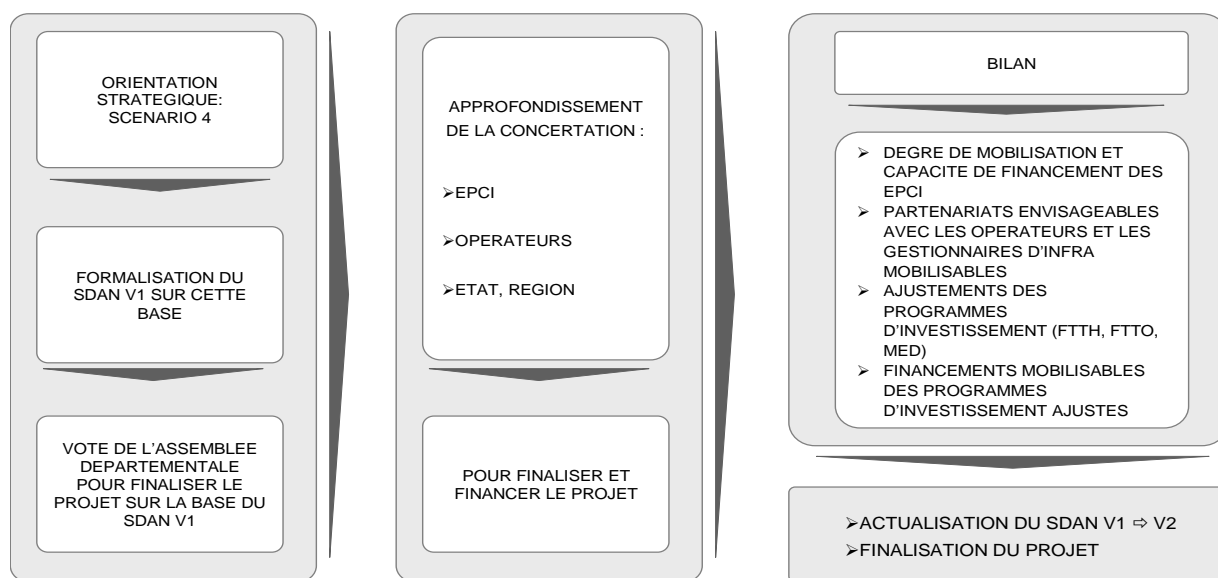 ORIENTATION
STRATEGIQUE:
SCENARIO 4
FORMALISATION DU
SDAN V1 SUR CETTE
BASE
VOTE DE L'ASSEMBLEE
DEPARTEMENTALE
POUR FINALISER LE
PROJET SUR LA BASE DU
SDAN V1
APPROFONDISSEMENT
DE LA CONCERTATION :
➢EPCI
➢OPERATEURS
➢ETAT, REGION
POUR FINALISER ET
FINANCER LE PROJET
BILAN
➢ DEGRE DE MOBILISATION ET
CAPACITE DE FINANCEMENT DES
EPCI
➢ PARTENARIATS ENVISAGEABLES
AVEC LES OPERATEURS ET LES
GESTIONNAIRES D'INFRA
MOBILISABLES
➢ AJUSTEMENTS DES
PROGRAMMES
D'INVESTISSEMENT (FTTH, FTTO,
MED)
➢ FINANCEMENTS MOBILISABLES
DES PROGRAMMES
D'INVESTISSEMENT AJUSTES
➢ACTUALISATION DU SDAN V1 ⇨ V2
➢FINALISATION DU PROJET